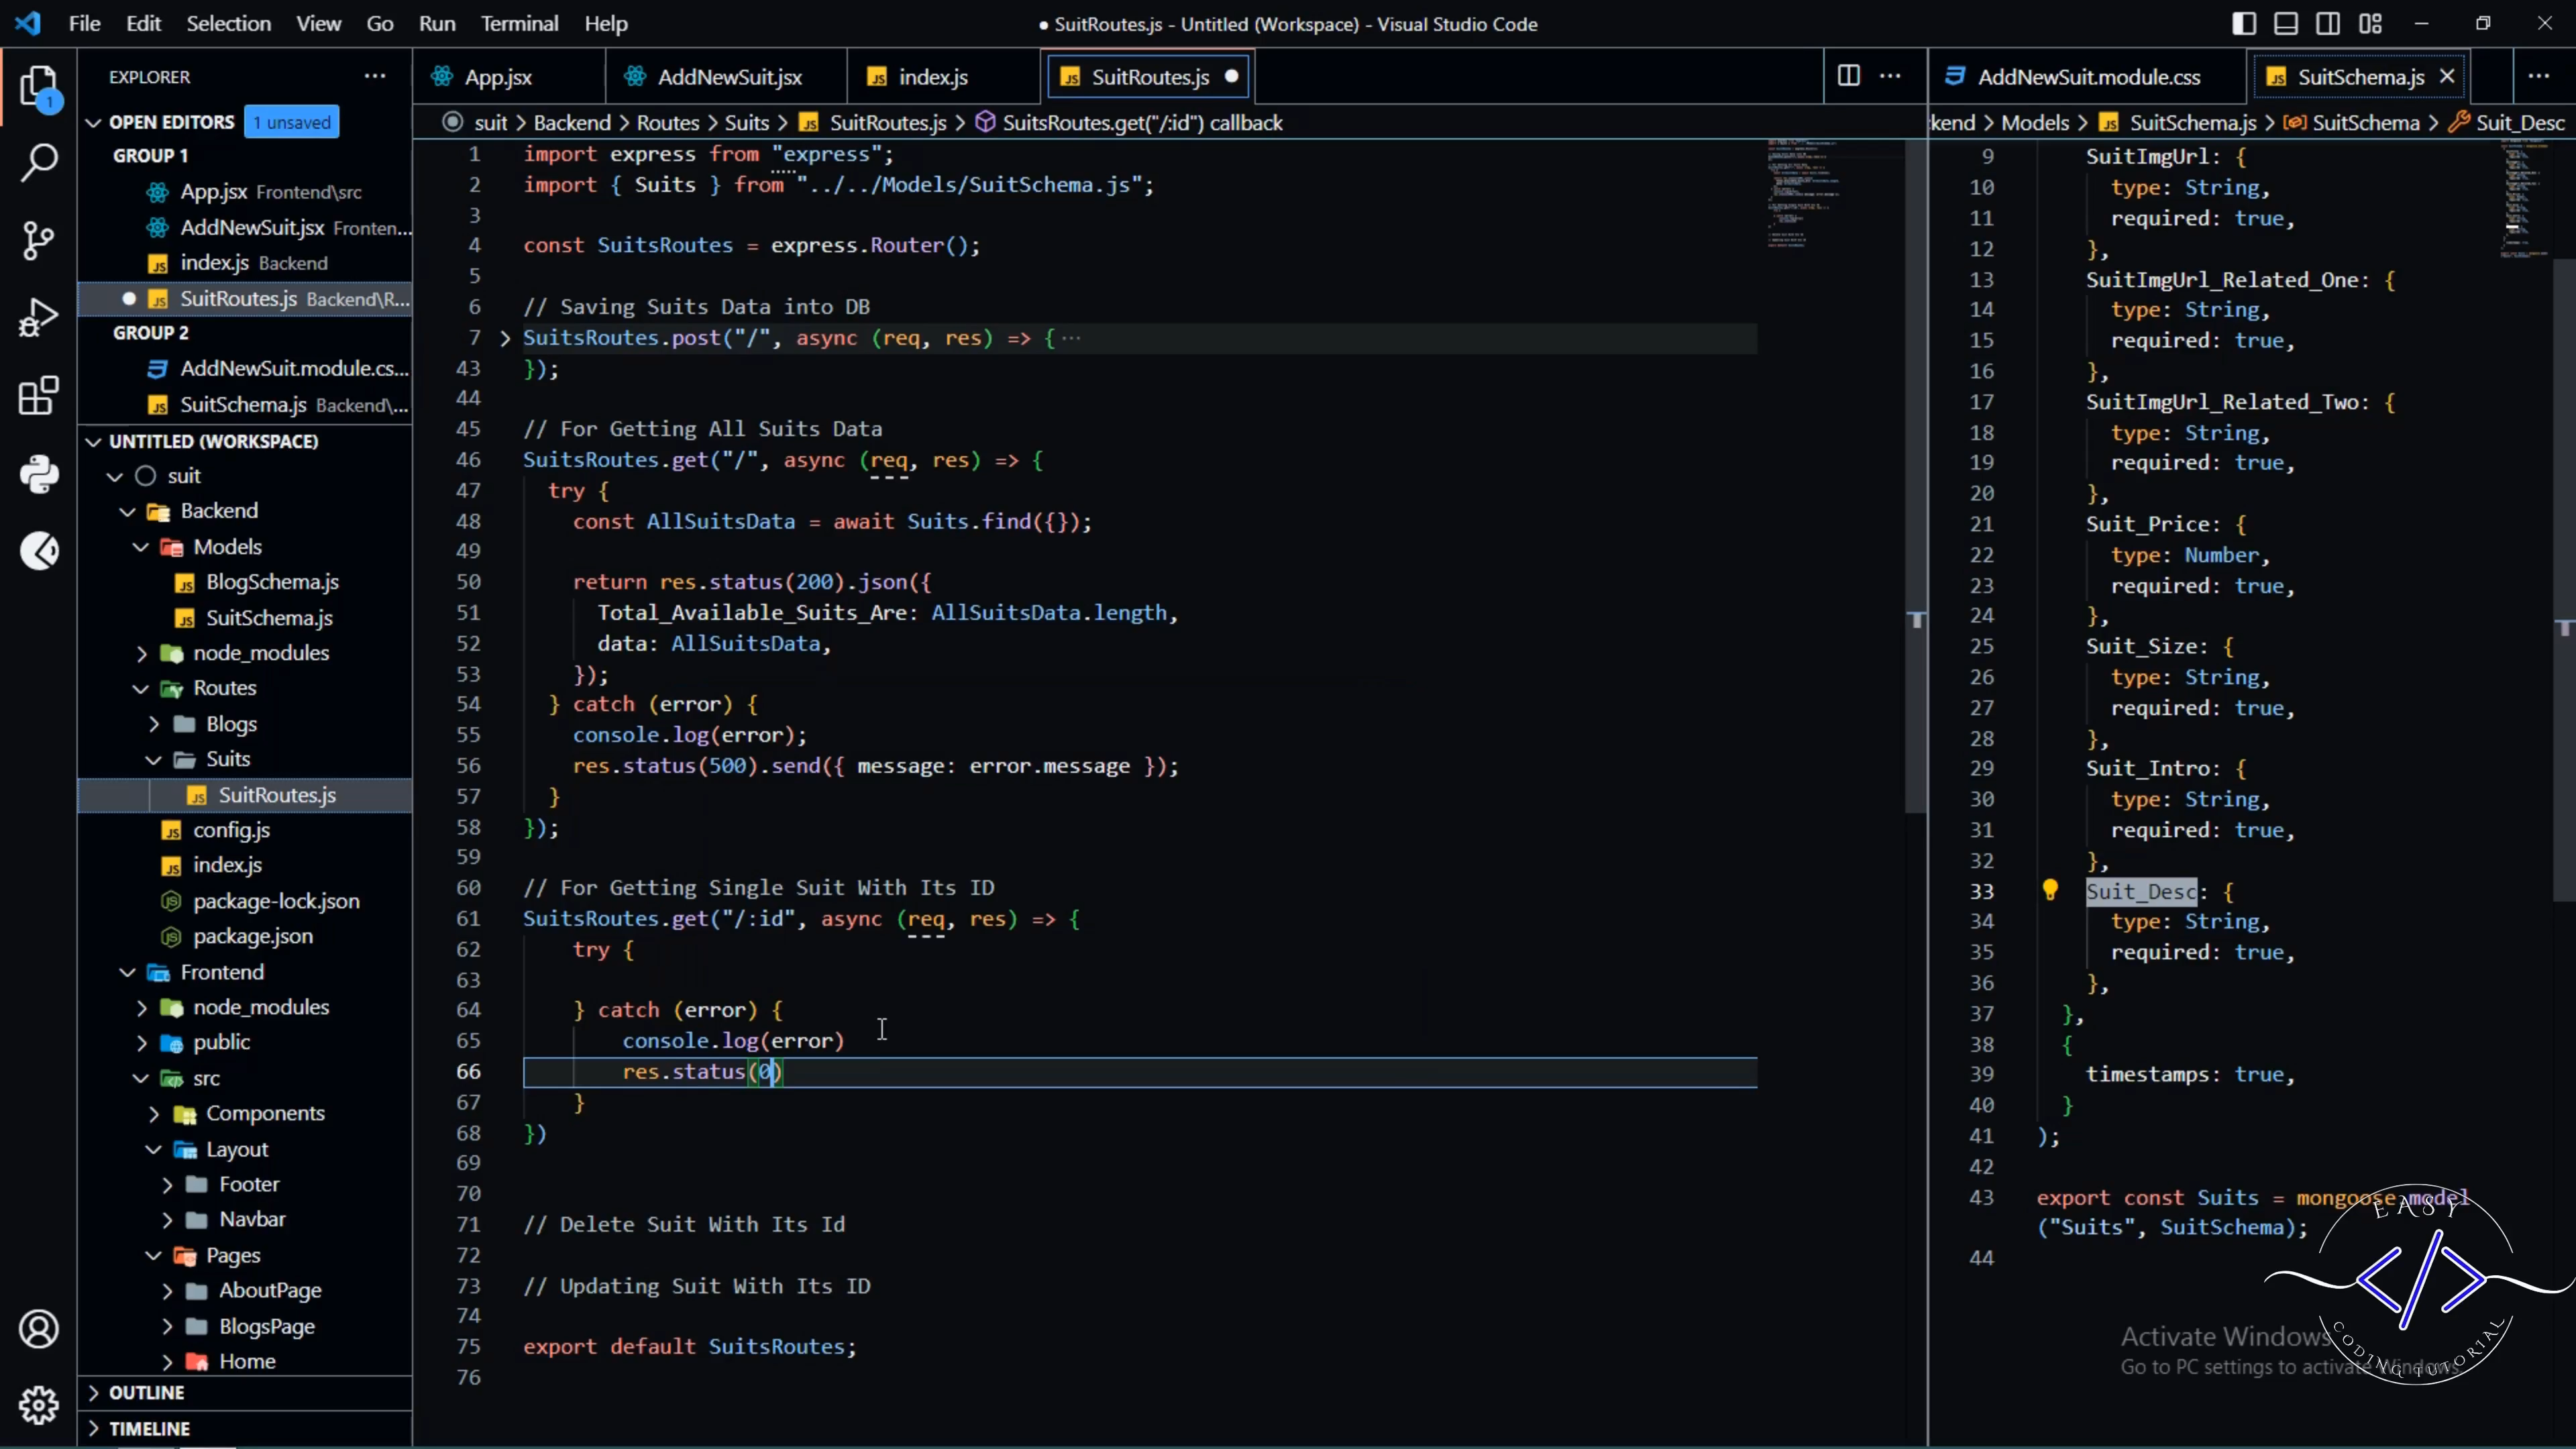 File Edit Selection View Go Run Terminal Help
● SuitRoutes.js - Untitled (Workspace) - Visual Studio Code
EXPLORER
OPEN EDITORS 1 unsaved
GROUP 1
App.jsx Frontend\src
AddNewSuit.jsx Fronten...
index.js Backend
SuitRoutes.js Backend\R...
GROUP 2
AddNewSuit.module.cs...
SuitSchema.js Backend\...
UNTITLED (WORKSPACE)
suit
Backend
Models
BlogSchema.js
SuitSchema.js
node_modules
Routes
Blogs
Suits
SuitRoutes.js
config.js
index.js
package-lock.json
package.json
Frontend
node_modules
public
src
Components
Layout
Footer
Navbar
Pages
AboutPage
BlogsPage
Home
OUTLINE
TIMELINE
1
App.jsx AddNewSuit.jsx index.js SuitRoutes.js
suit > Backend > Routes > Suits > SuitRoutes.js > SuitsRoutes.get("/:id") callback
1 import express from "express";
2 import { Suits } from "../../Models/SuitSchema.js";
3
4 const SuitsRoutes = express.Router();
5
6 // Saving Suits Data into DB
7 SuitsRoutes.post("/", async (req, res) => {···
43 });
44
45 // For Getting All Suits Data
46 SuitsRoutes.get("/", async (req, res) => {
47 try {
48 const AllSuitsData = await Suits.find({});
49
50 return res.status(200).json({
51 Total_Available_Suits_Are: AllSuitsData.length,
52 data: AllSuitsData,
53 });
54 } catch (error) {
55 console.log(error);
56 res.status(500).send({ message: error.message });
57 }
58 });
59
60 // For Getting Single Suit With Its ID
61 SuitsRoutes.get("/:id", async (req, res) => {
62 try {
63
64 } catch (error) {
65 console.log(error)
66 res.status(0)
67 }
68 })
69
70
71 // Delete Suit With Its Id
72
73 // Updating Suit With Its ID
74
75 export default SuitsRoutes;
76
AddNewSuit.module.css SuitSchema.js
kend > Models > SuitSchema.js > SuitSchema > Suit_Desc
9 SuitImgUrl: {
10 type: String,
11 required: true,
12 },
13 SuitImgUrl_Related_One: {
14 type: String,
15 required: true,
16 },
17 SuitImgUrl_Related_Two: {
18 type: String,
19 required: true,
20 },
21 Suit_Price: {
22 type: Number,
23 required: true,
24 },
25 Suit_Size: {
26 type: String,
27 required: true,
28 },
29 Suit_Intro: {
30 type: String,
31 required: true,
32 },
33 Suit_Desc: {
34 type: String,
35 required: true,
36 },
37 },
38 {
39 timestamps: true,
40 }
41 );
42
43 export const Suits = mongoose.model
("Suits", SuitSchema);
44
EASY
</>
CODING TUTORIAL
Activate Windows
Go to PC settings to activate Windows.